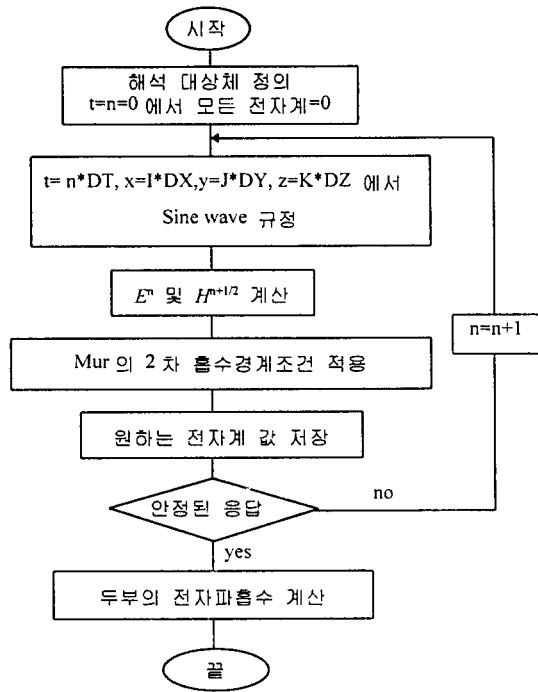 시작
해석 대상체 정의
t=n=0 에서 모든 전자계=0
t= n*DT, x=I*DX,y=J*DY, z=K*DZ 에서
Sine wave 규정
Eⁿ 및 Hⁿ⁺¹/² 계산
n=n+1
Mur 의 2 차 흡수경계조건 적용
원하는 전자계 값 저장
안정된 응답
no
yes
두부의 전자파흡수 계산
끝